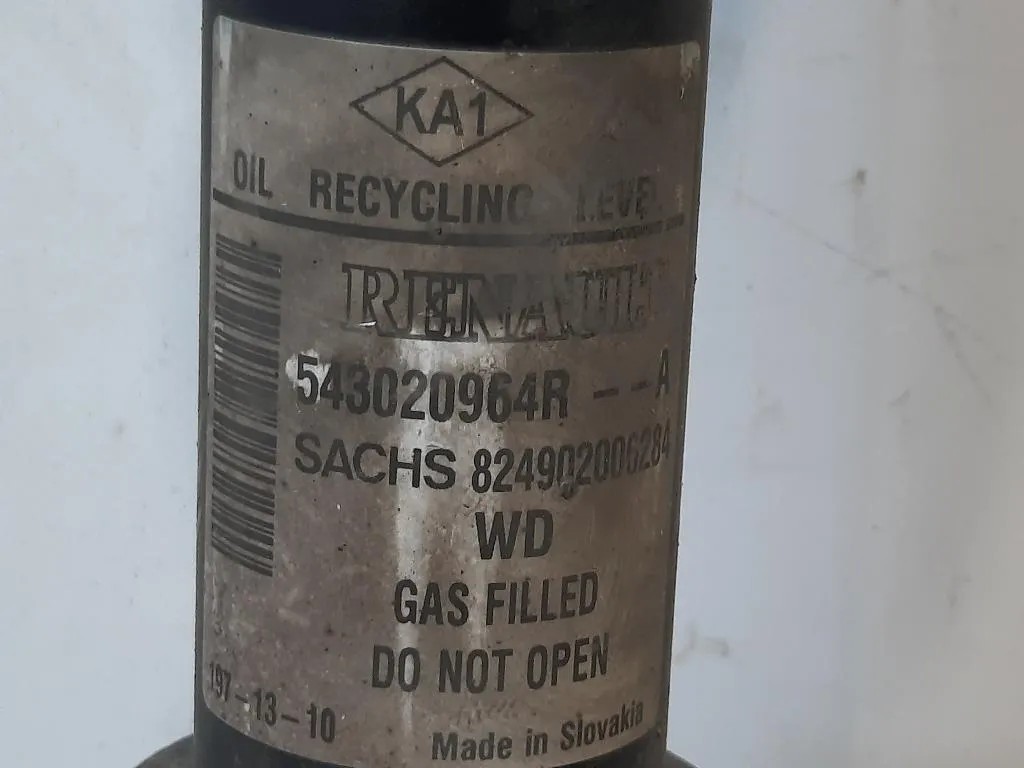 KA1
OIL RECYCLING LEVEL
RENAULT
543020964R -- A
SACHS 824902006284
WD
GAS FILLED
DO NOT OPEN
197-13-10
Made in Slovakia